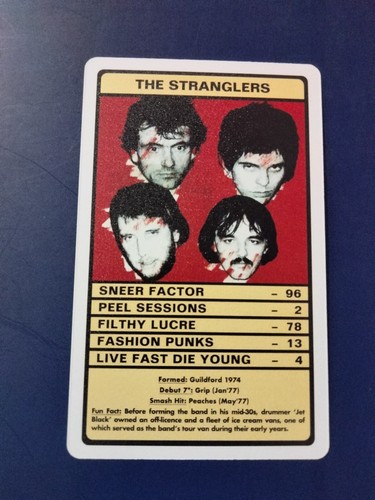 THE STRANGLERS
SNEER FACTOR – 96
PEEL SESSIONS – 2
FILTHY LUCRE – 78
FASHION PUNKS – 13
LIVE FAST DIE YOUNG – 4
Formed: Guildford 1974
Debut 7": Grip (Jan'77)
Smash Hit: Peaches (May'77)
Fun Fact: Before forming the band in his mid-30s, drummer 'Jet
Black' owned an off-licence and a fleet of ice cream vans, one of
which served as the band's tour van during their early years.